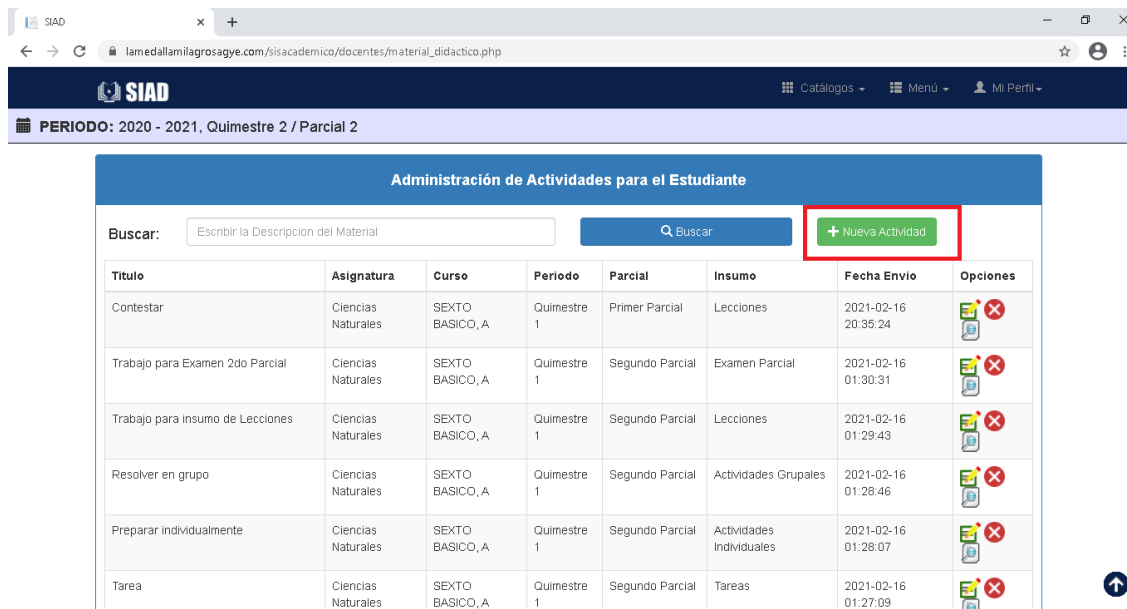 SIAD
lamedallamilagrosagye.com/sisacademico/docentes/material_didactico.php
SIAD Catálogos Menú Mi Perfil
PERIODO: 2020 - 2021, Quimestre 2 / Parcial 2
Administración de Actividades para el Estudiante
Buscar: Escribir la Descripcion del Material Buscar + Nueva Actividad
Titulo Asignatura Curso Periodo Parcial Insumo Fecha Envio Opciones
Contestar Ciencias SEXTO Quimestre Primer Parcial Lecciones 2021-02-16
Naturales BASICO, A 1 20:35:24
Trabajo para Examen 2do Parcial Ciencias SEXTO Quimestre Segundo Parcial Examen Parcial 2021-02-16
Naturales BASICO, A 1 01:30:31
Trabajo para insumo de Lecciones Ciencias SEXTO Quimestre Segundo Parcial Lecciones 2021-02-16
Naturales BASICO, A 1 01:29:43
Resolver en grupo Ciencias SEXTO Quimestre Segundo Parcial Actividades Grupales 2021-02-16
Naturales BASICO, A 1 01:28:46
Preparar individualmente Ciencias SEXTO Quimestre Segundo Parcial Actividades 2021-02-16
Naturales BASICO, A 1 Individuales 01:28:07
Tarea Ciencias SEXTO Quimestre Segundo Parcial Tareas 2021-02-16
Naturales BASICO, A 1 01:27:09